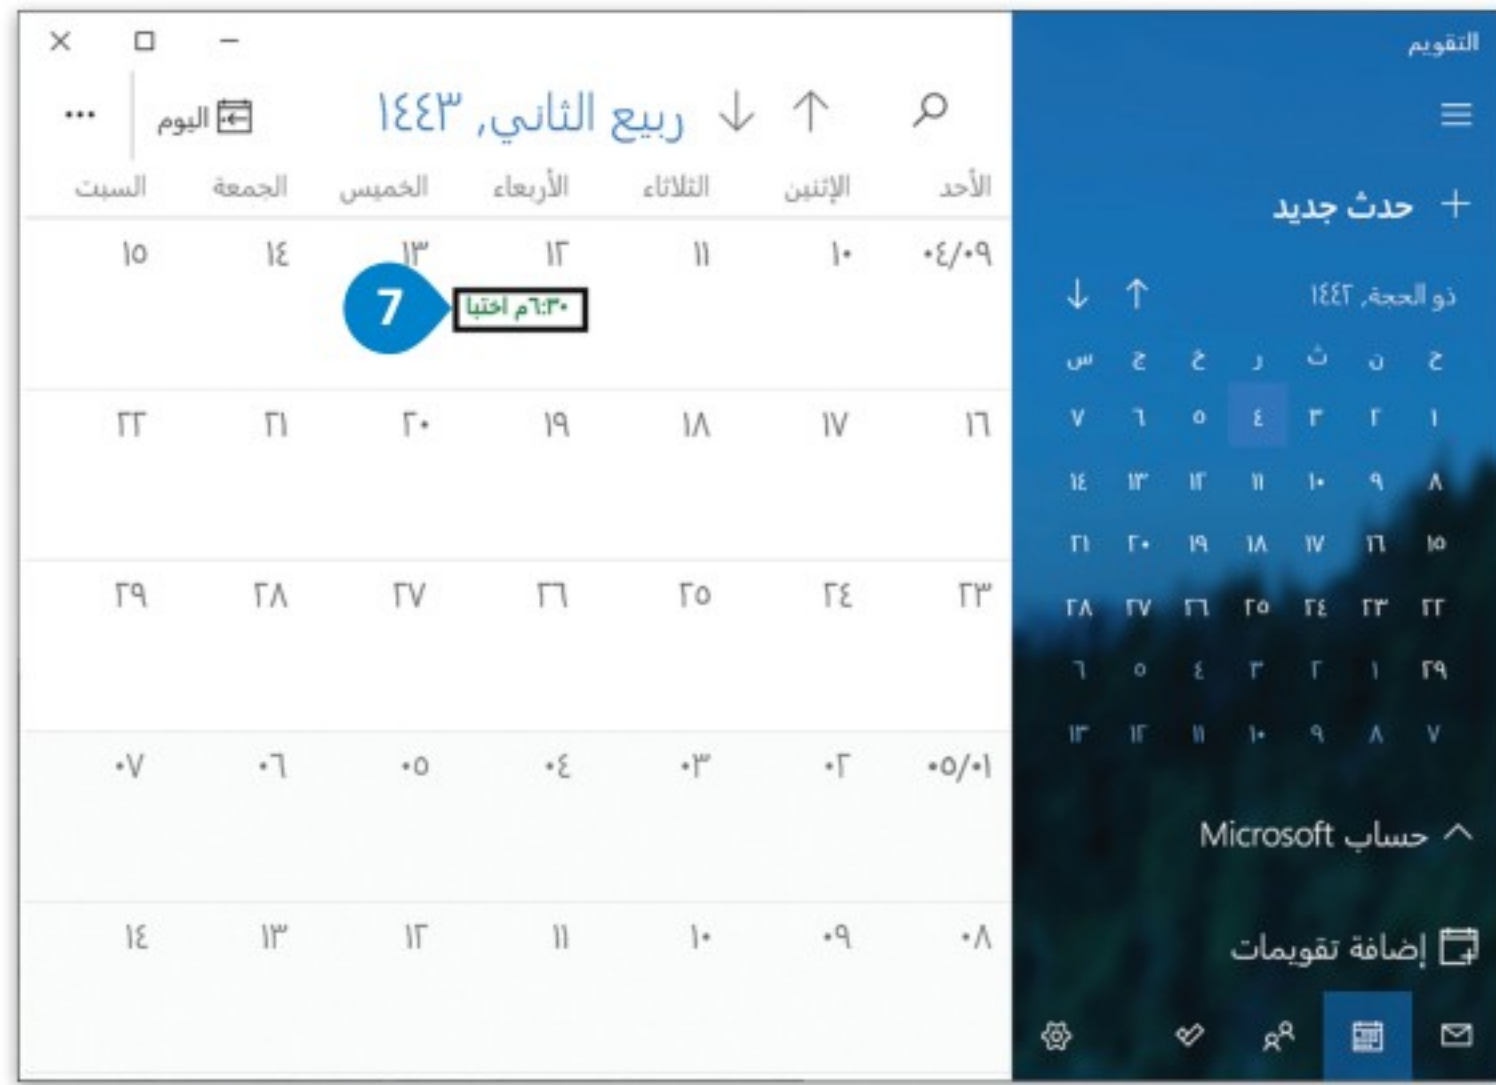 التقويم
حدث جديد
ذو الحجة, ١٤٤٢
ح ن ث ر خ ج س
١ ٢ ٣ ٤ ٥ ٦ ٧
٨ ٩ ١٠ ١١ ١٢ ١٣ ١٤
١٥ ١٦ ١٧ ١٨ ١٩ ٢٠ ٢١
٢٢ ٢٣ ٢٤ ٢٥ ٢٦ ٢٧ ٢٨
٢٩ ١ ٢ ٣ ٤ ٥ ٦
٧ ٨ ٩ ١٠ ١١ ١٢ ١٣
حساب Microsoft
إضافة تقويمات
ربيع الثاني, ١٤٤٣
اليوم
الأحد الإثنين الثلاثاء الأربعاء الخميس الجمعة السبت
٠٤/٠٩ ١٠ ١١ ١٢ ١٣ ١٤ ١٥
٦:٣٠م اختبا
7
١٦ ١٧ ١٨ ١٩ ٢٠ ٢١ ٢٢
٢٣ ٢٤ ٢٥ ٢٦ ٢٧ ٢٨ ٢٩
٠٥/٠١ ٠٢ ٠٣ ٠٤ ٠٥ ٠٦ ٠٧
٠٨ ٠٩ ١٠ ١١ ١٢ ١٣ ١٤